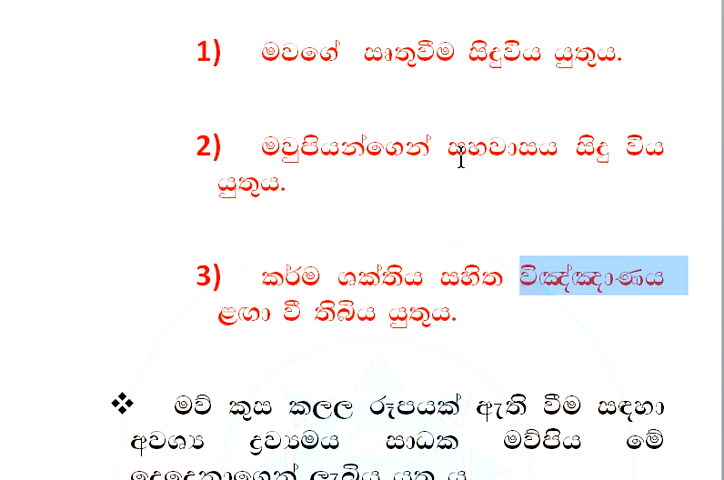 1) මවගේ සෘතුවීම සිදුවිය යුතුය.
2) මවුපියන්ගෙන් සහවාසය සිදු විය
යුතුය.
3) කර්ම ශක්තිය සහිත විඤ්ඤාණය
ළඟා වී තිබිය යුතුය.
❖ මව් කුස කලල රූපයක් ඇති වීම සඳහා
අවශ්‍ය ද්‍රව්‍යමය සාධක මව්පිය මේ
දෙදෙනාගෙන් ලැබිය යුතු ය